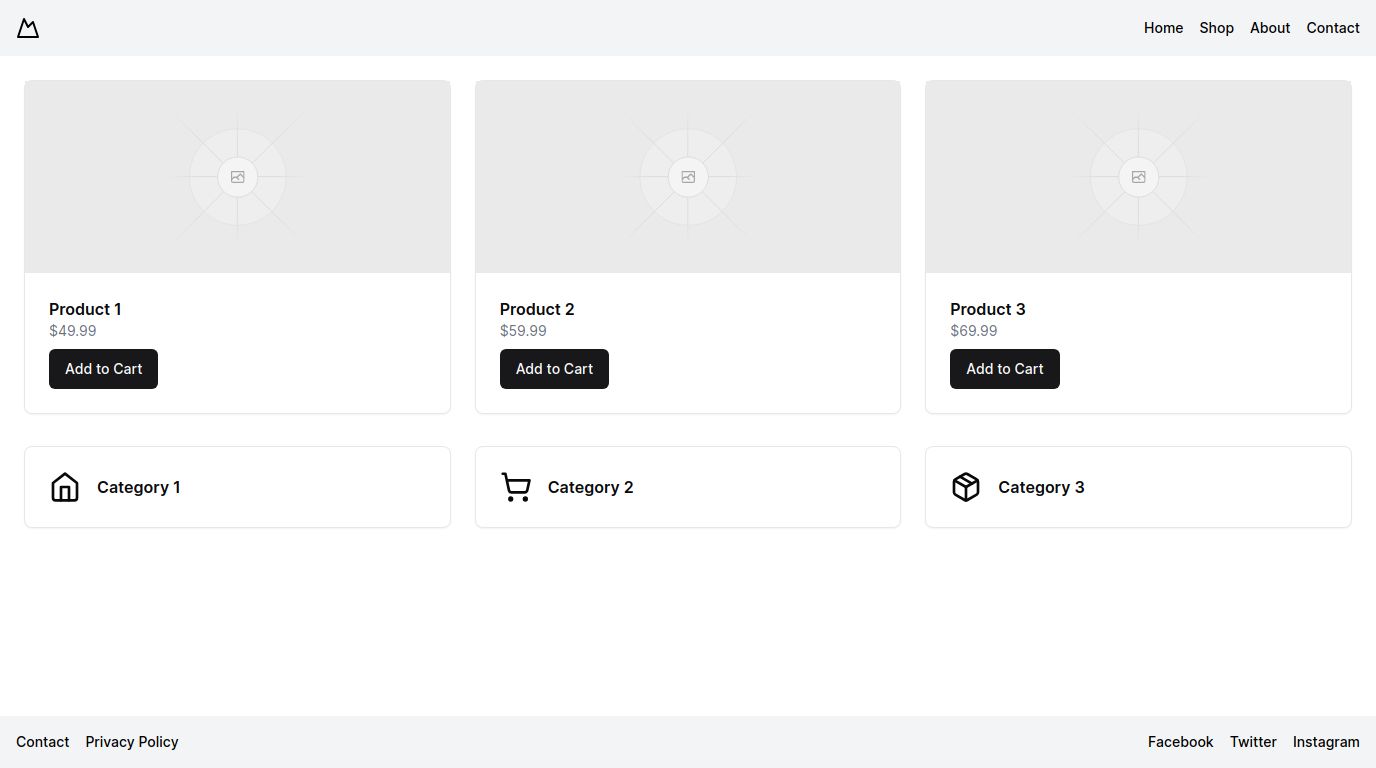 Home Shop About Contact
Product 1
$49.99
Add to Cart
Product 2
$59.99
Add to Cart
Product 3
$69.99
Add to Cart
Category 1
Category 2
Category 3
Contact Privacy Policy
Facebook Twitter Instagram